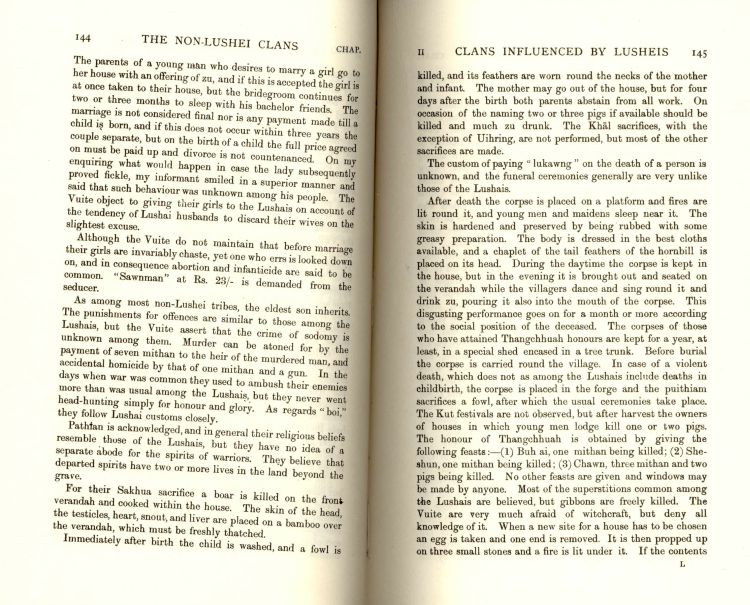 144 THE NON-LUSHEI CLANS CHAP.
The parents of a young man who desires to marry a girl go to
her house with an offering of zu, and if this is accepted the girl is
at once taken to their house, but the bridegroom continues for
two or three months to sleep with his bachelor friends. The
marriage is not considered final nor is any payment made till a
child is born, and if this does not occur within three years the
couple separate, but on the birth of a child the full price agreed
on must be paid up and divorce is not countenanced. On my
enquiring what would happen in case the lady subsequently
proved fickle, my informant smiled in a superior manner and
said that such behaviour was unknown among his people. The
Vuite object to giving their girls to the Lushais on account of
the tendency of Lushai husbands to discard their wives on the
slightest excuse.
Although the Vuite do not maintain that before marriage
their girls are invariably chaste, yet one who errs is looked down
on, and in consequence abortion and infanticide are said to be
common. "Sawnman" at Rs. 23/- is demanded from the
seducer.
As among most non-Lushei tribes, the eldest son inherits.
The punishments for offences are similar to those among the
Lushais, but the Vuite assert that the crime of sodomy is
unknown among them. Murder can be atoned for by the
payment of seven mithan to the heir of the murdered man, and
accidental homicide by that of one mithan and a gun. In the
days when war was common they used to ambush their enemies
more than was usual among the Lushais, but they never went
head-hunting simply for honour and glory. As regards "boi,"
they follow Lushai customs closely.
Pathian is acknowledged, and in general their religious beliefs
resemble those of the Lushais, but they have no idea of a
separate abode for the spirits of warriors. They believe that
departed spirits have two or more lives in the land beyond the
grave.
For their Sakhua sacrifice a boar is killed on the front
verandah and cooked within the house. The skin of the head,
the testicles, heart, snout, and liver are placed on a bamboo over
the verandah, which must be freshly thatched.
Immediately after birth the child is washed, and a fowl is
II CLANS INFLUENCED BY LUSHEIS 145
killed, and its feathers are worn round the necks of the mother
and infant. The mother may go out of the house, but for four
days after the birth both parents abstain from all work. On
occasion of the naming two or three pigs if available should be
killed and much zu drunk. The Khāl sacrifices, with the
exception of Uihring, are not performed, but most of the other
sacrifices are made.
The custom of paying "lukawng" on the death of a person is
unknown, and the funeral ceremonies generally are very unlike
those of the Lushais.
After death the corpse is placed on a platform and fires are
lit round it, and young men and maidens sleep near it. The
skin is hardened and preserved by being rubbed with some
greasy preparation. The body is dressed in the best cloths
available, and a chaplet of the tail feathers of the hornbill is
placed on its head. During the daytime the corpse is kept in
the house, but in the evening it is brought out and seated on
the verandah while the villagers dance and sing round it and
drink zu, pouring it also into the mouth of the corpse. This
disgusting performance goes on for a month or more according
to the social position of the deceased. The corpses of those
who have attained Thangchhuah honours are kept for a year, at
least, in a special shed encased in a tree trunk. Before burial
the corpse is carried round the village. In case of a violent
death, which does not as among the Lushais include deaths in
childbirth, the corpse is placed in the forge and the puithiam
sacrifices a fowl, after which the usual ceremonies take place.
The Kut festivals are not observed, but after harvest the owners
of houses in which young men lodge kill one or two pigs.
The honour of Thangchhuah is obtained by giving the
following feasts:—(1) Buh ai, one mithan being killed; (2) She-
shun, one mithan being killed; (3) Chawn, three mithan and two
pigs being killed. No other feasts are given and windows may
be made by anyone. Most of the superstitions common among
the Lushais are believed, but gibbons are freely killed. The
Vuite are very much afraid of witchcraft, but deny all
knowledge of it. When a new site for a house has to be chosen
an egg is taken and one end is removed. It is then propped up
on three small stones and a fire is lit under it. If the contents
L